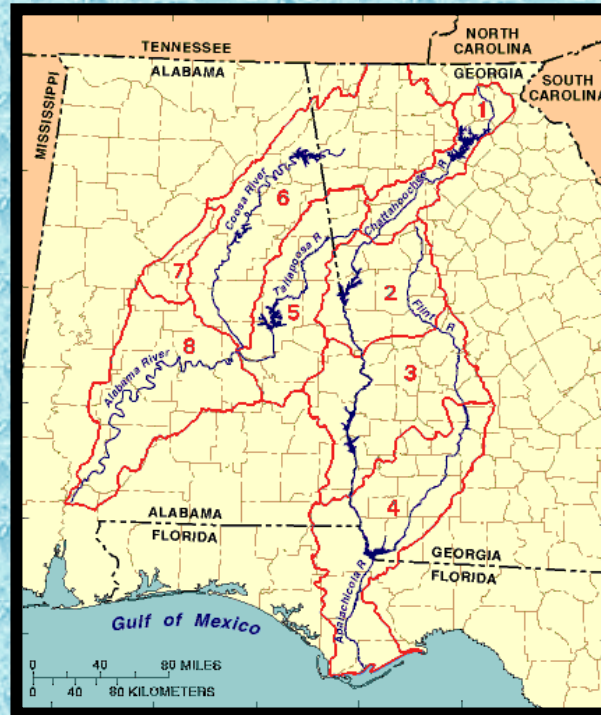 NORTH
CAROLINA
TENNESSEE
ALABAMA
GEORGIA
SOUTH
CAROLINA
MISSISSIPPI
1
Chattahoochee R
Coosa River
6
Tallapoosa R
7
2
Flint R
5
8
Alabama River
3
4
ALABAMA
FLORIDA
GEORGIA
FLORIDA
Apalachicola R
Gulf of Mexico
0 40 80 MILES
0 40 80 KILOMETERS